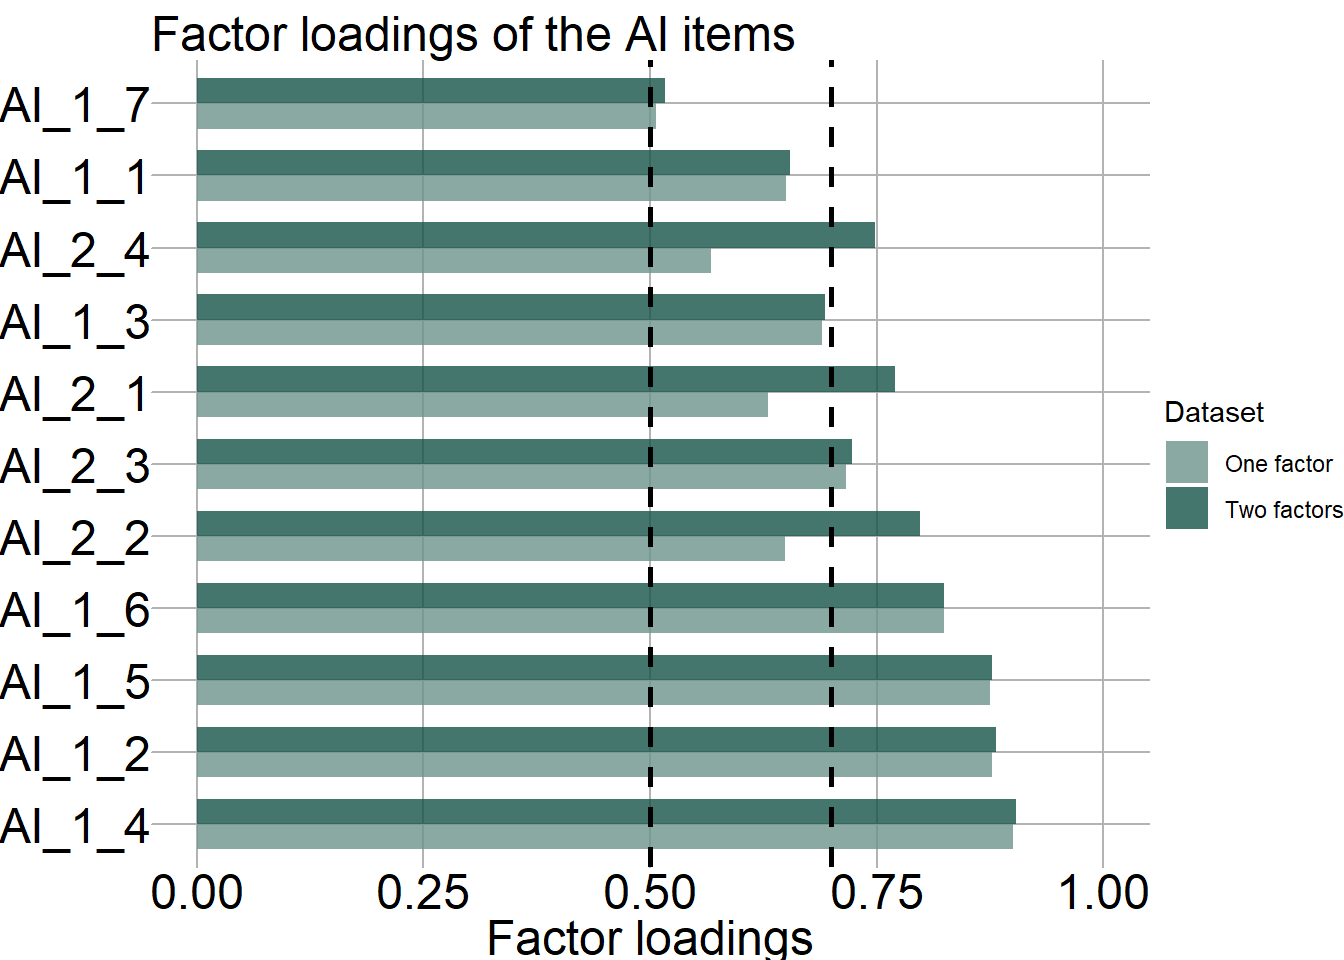 Factor loadings of the AI items
AI_1_7
AI_1_1
AI_2_4
AI_1_3
AI_2_1
AI_2_3
AI_2_2
AI_1_6
AI_1_5
AI_1_2
AI_1_4
0.00 0.25 0.50 0.75 1.00
Factor loadings
Dataset
One factor
Two factors